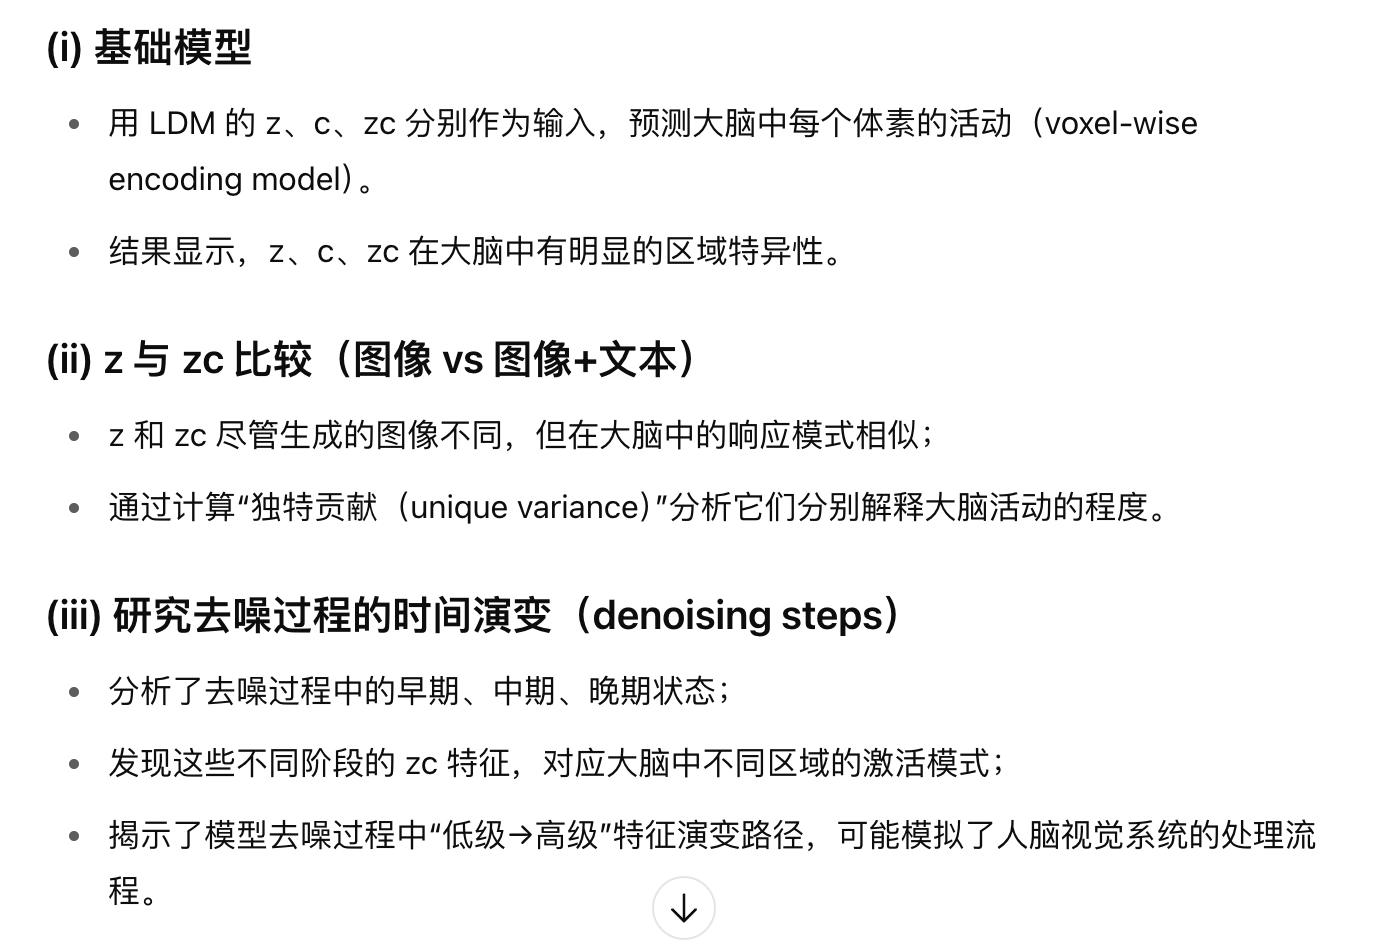 (i) 基础模型
用 LDM 的 z、c、zc 分别作为输入，预测大脑中每个体素的活动（voxel-wise
encoding model）。
结果显示，z、c、zc 在大脑中有明显的区域特异性。
(ii) z 与 zc 比较（图像 vs 图像+文本）
z 和 zc 尽管生成的图像不同，但在大脑中的响应模式相似；
通过计算“独特贡献（unique variance）”分析它们分别解释大脑活动的程度。
(iii) 研究去噪过程的时间演变（denoising steps）
分析了去噪过程中的早期、中期、晚期状态；
发现这些不同阶段的 zc 特征，对应大脑中不同区域的激活模式；
揭示了模型去噪过程中“低级→高级”特征演变路径，可能模拟了人脑视觉系统的处理流
程。